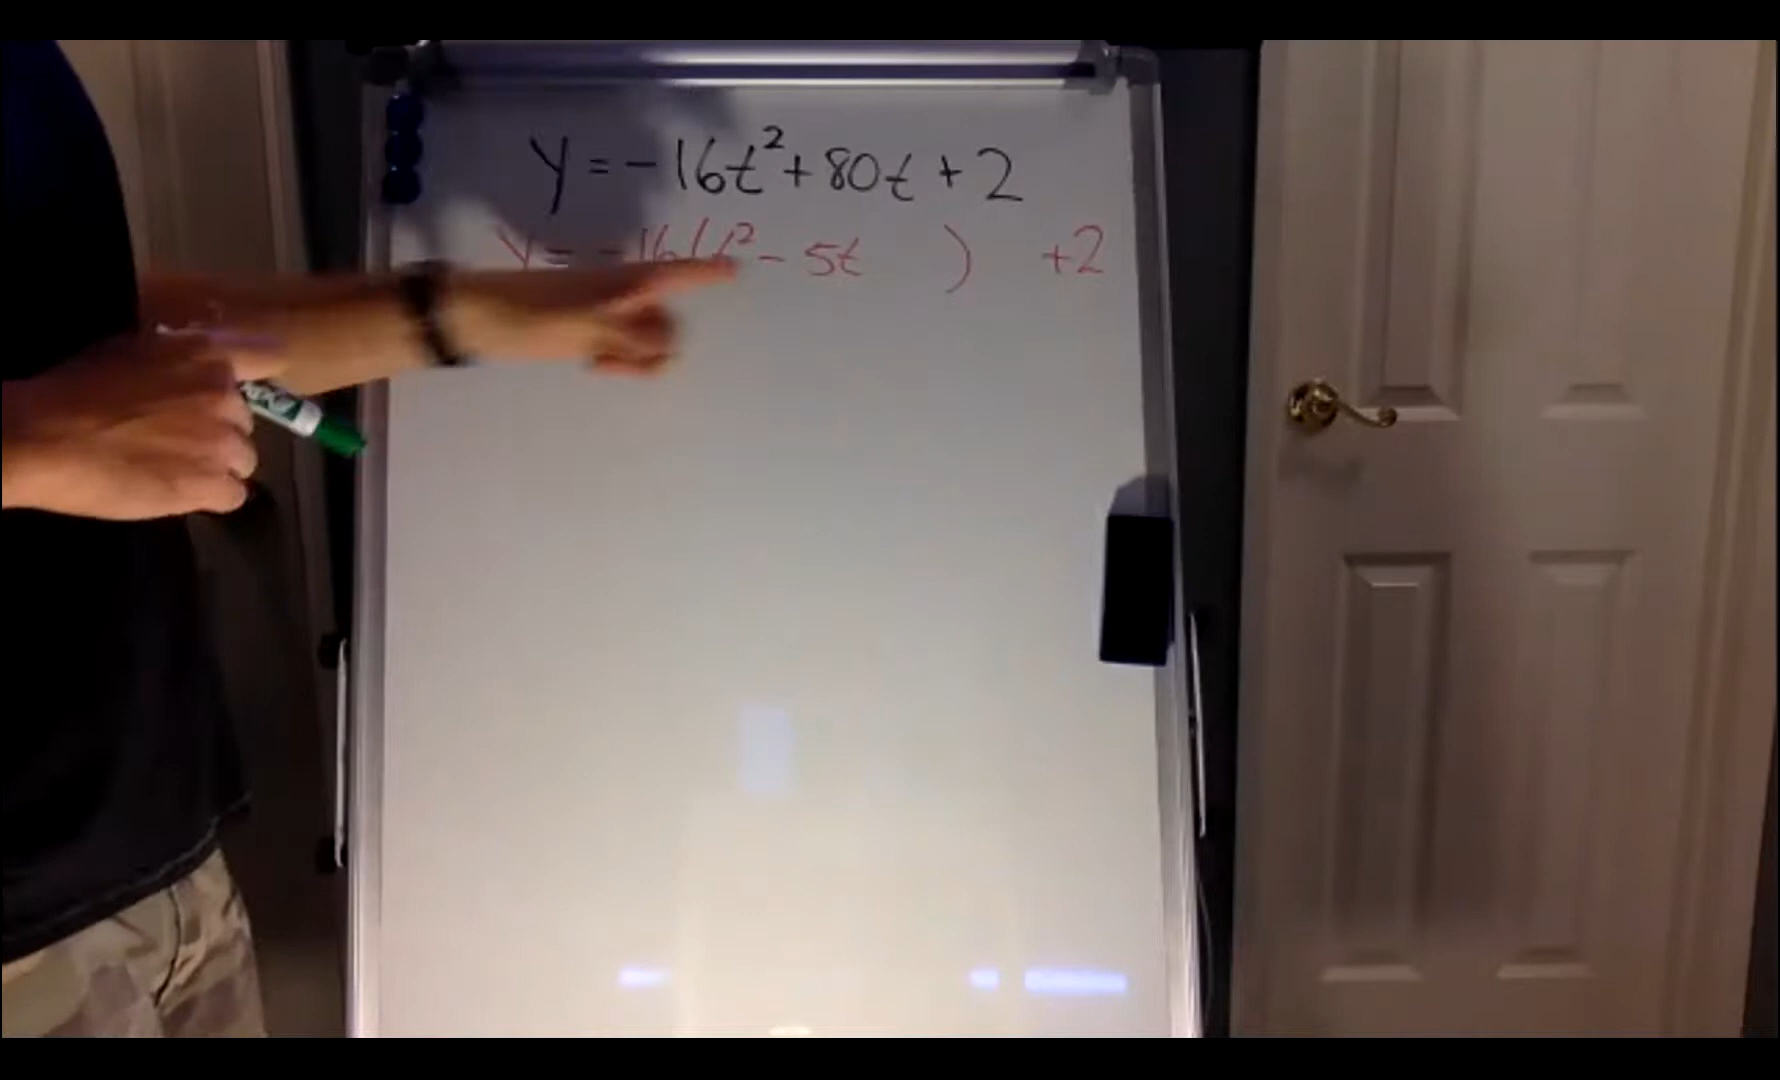 y = -16t² + 80t + 2
y = -16(t² - 5t ) +2